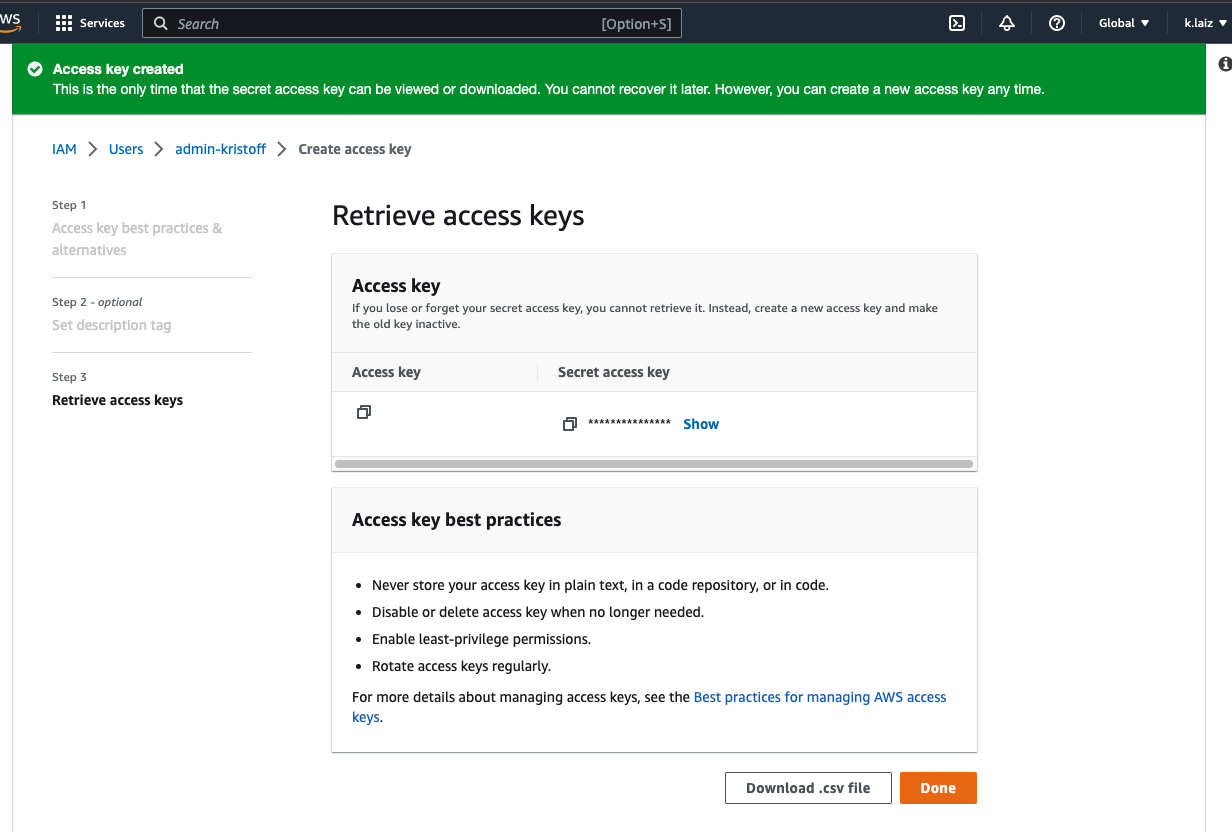 WS
Services
Search
[Option+S]
Global
k.laiz
Access key created
This is the only time that the secret access key can be viewed or downloaded. You cannot recover it later. However, you can create a new access key any time.
IAM
Users
admin-kristoff
Create access key
Step 1
Access key best practices &
alternatives
Step 2 - optional
Set description tag
Step 3
Retrieve access keys
Retrieve access keys
Access key
If you lose or forget your secret access key, you cannot retrieve it. Instead, create a new access key and make
the old key inactive.
Access key
Secret access key
*************** Show
Access key best practices
• Never store your access key in plain text, in a code repository, or in code.
• Disable or delete access key when no longer needed.
• Enable least-privilege permissions.
• Rotate access keys regularly.
For more details about managing access keys, see the Best practices for managing AWS access
keys.
Download .csv file
Done